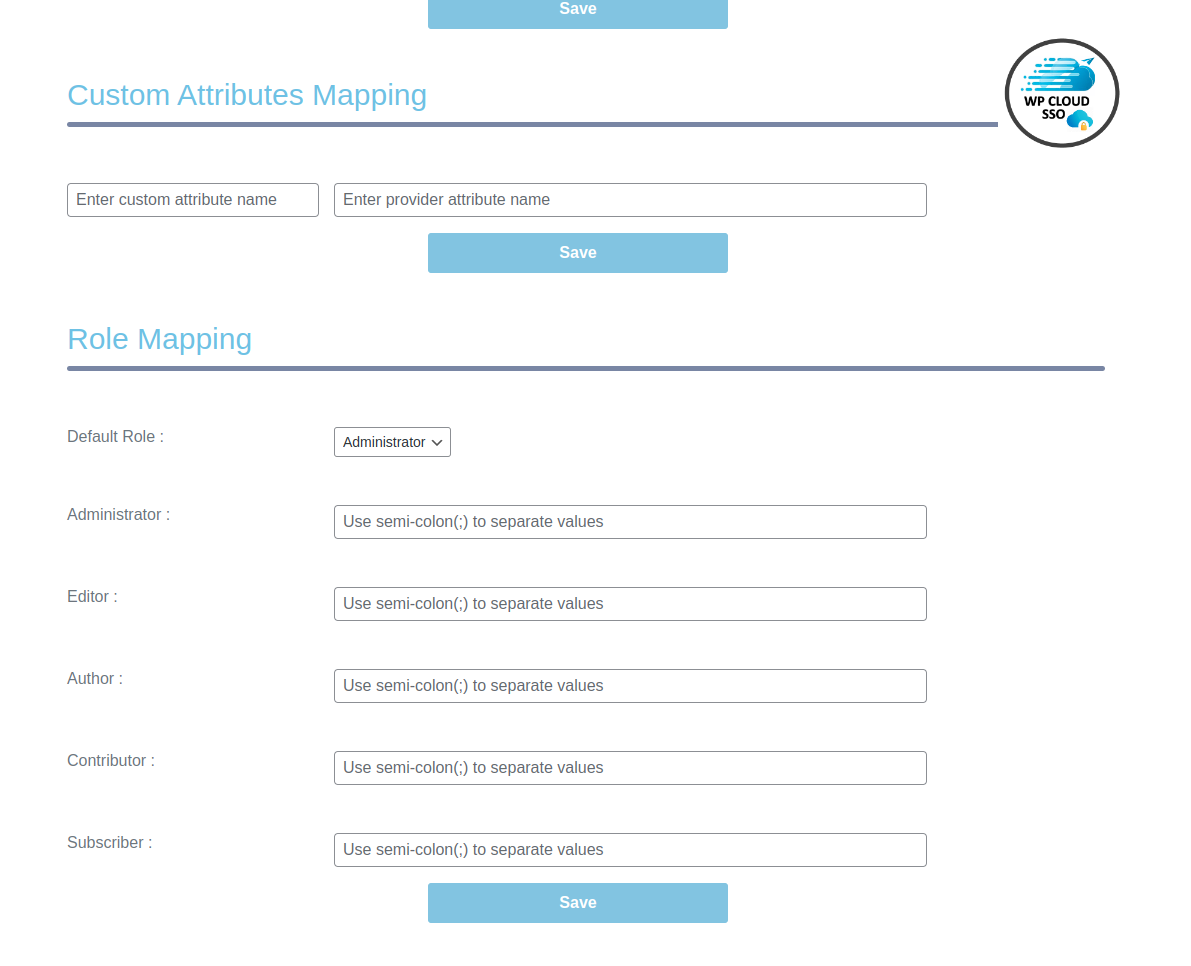 Save
Custom Attributes Mapping
WP CLOUD
SSO
Enter custom attribute name Enter provider attribute name
Save
Role Mapping
Default Role : Administrator
Administrator : Use semi-colon(;) to separate values
Editor : Use semi-colon(;) to separate values
Author : Use semi-colon(;) to separate values
Contributor : Use semi-colon(;) to separate values
Subscriber : Use semi-colon(;) to separate values
Save